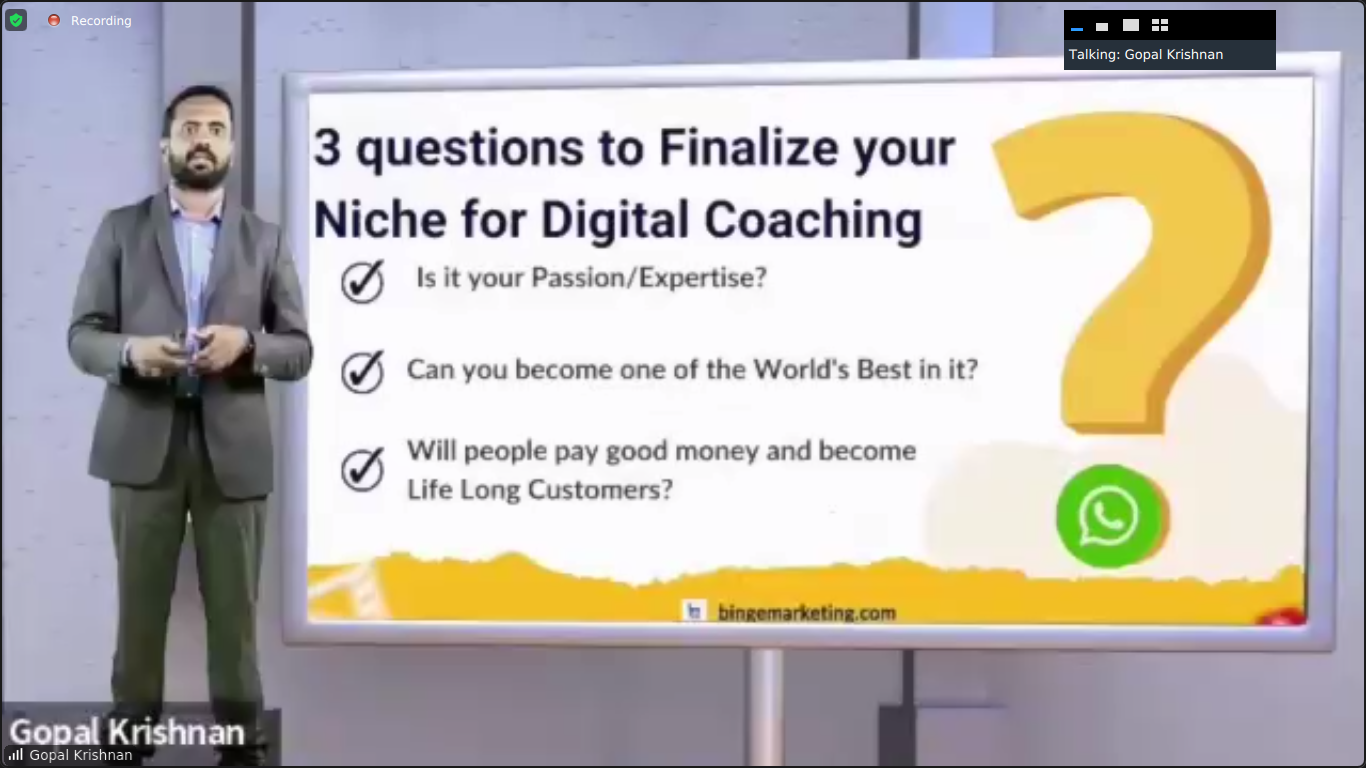 Recording
Talking: Gopal Krishnan
3 questions to Finalize your
Niche for Digital Coaching
Is it your Passion/Expertise?
Can you become one of the World's Best in it?
Will people pay good money and become
Life Long Customers?
bingemarketing.com
Gopal Krishnan
Gopal Krishnan